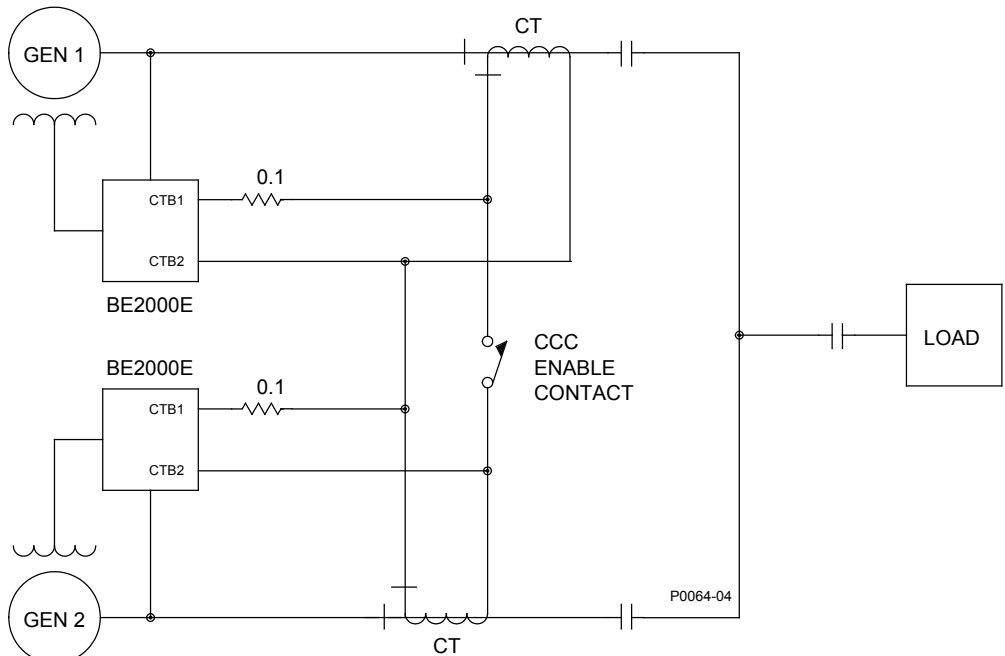 CT
GEN 1
0.1
CTB1
CTB2
BE2000E
CCC
ENABLE
CONTACT
LOAD
BE2000E
0.1
CTB1
CTB2
P0064-04
GEN 2
CT